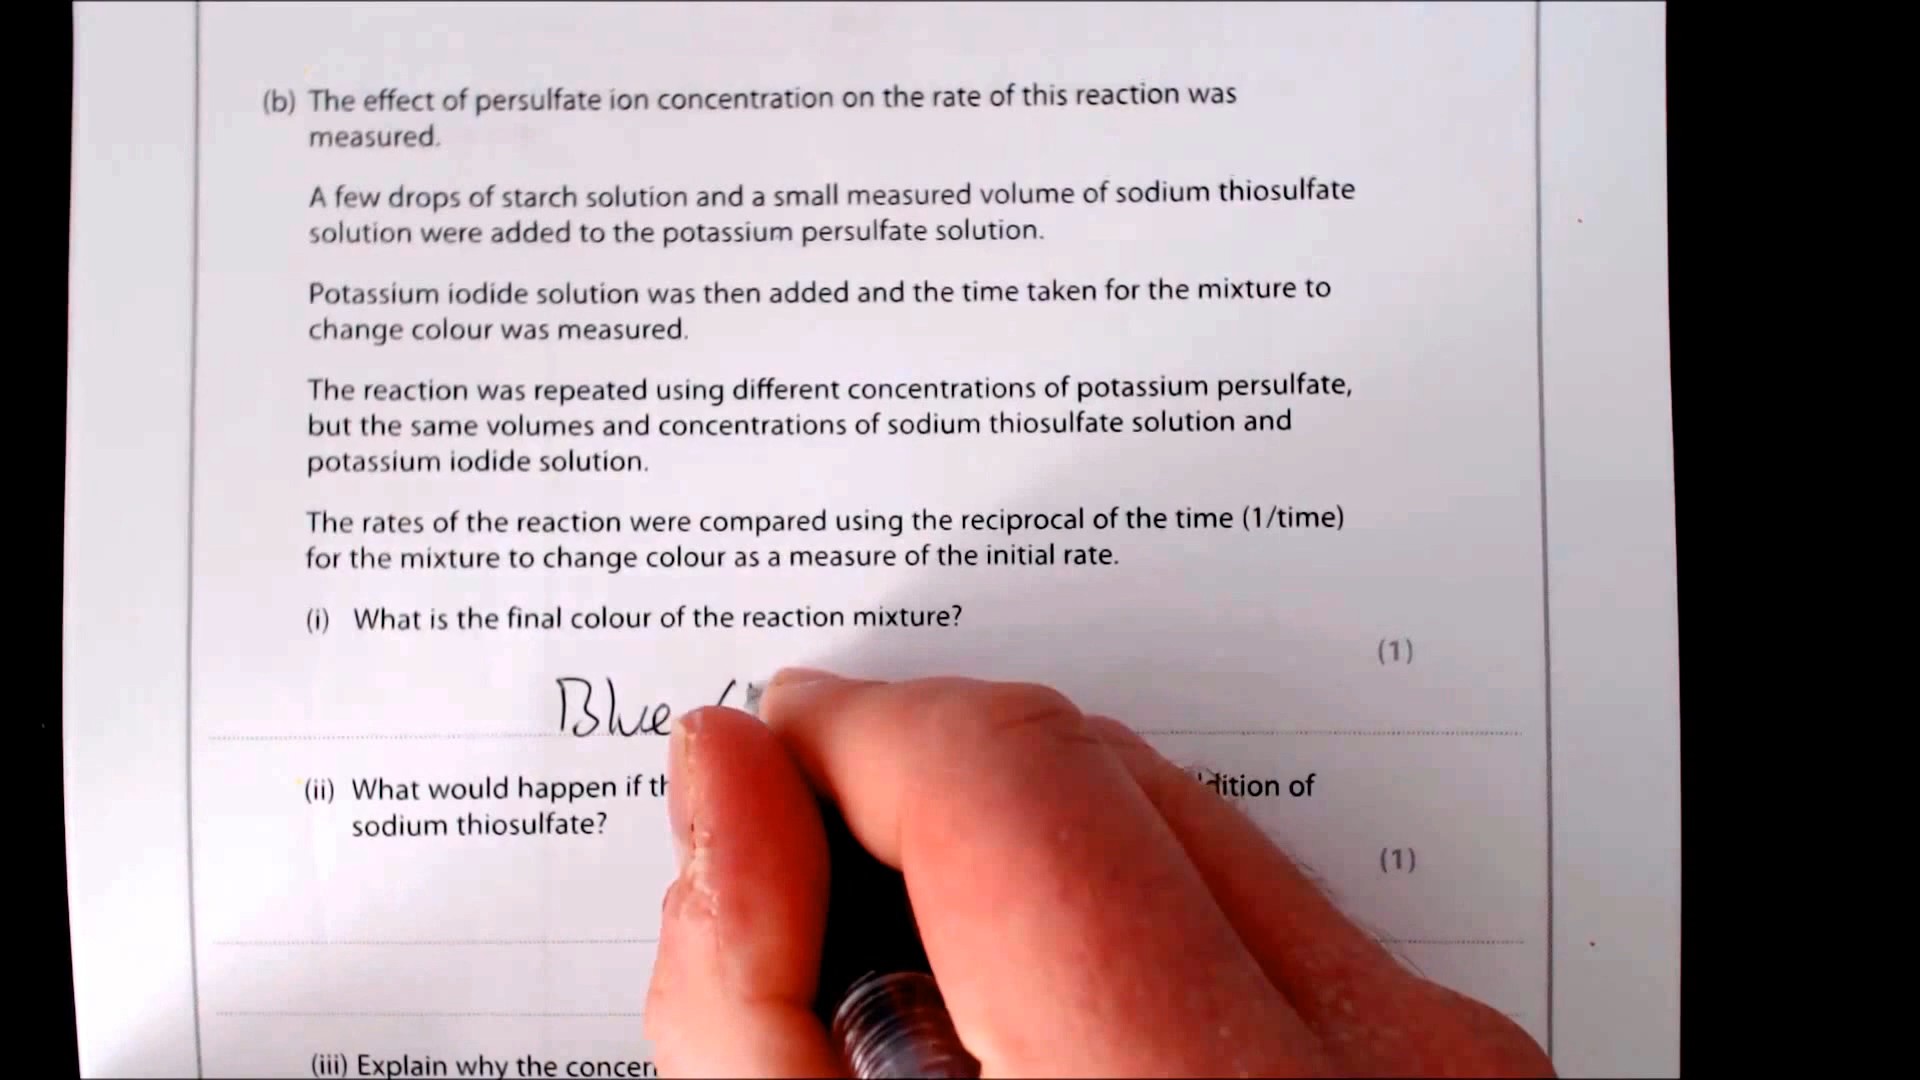 (b) The effect of persulfate ion concentration on the rate of this reaction was
measured.
A few drops of starch solution and a small measured volume of sodium thiosulfate
solution were added to the potassium persulfate solution.
Potassium iodide solution was then added and the time taken for the mixture to
change colour was measured.
The reaction was repeated using different concentrations of potassium persulfate,
but the same volumes and concentrations of sodium thiosulfate solution and
potassium iodide solution.
The rates of the reaction were compared using the reciprocal of the time (1/time)
for the mixture to change colour as a measure of the initial rate.
(i) What is the final colour of the reaction mixture?
(1)
Blue
(ii) What would happen if
sodium thiosulfate?
of
(1)
(iii) Explain why the